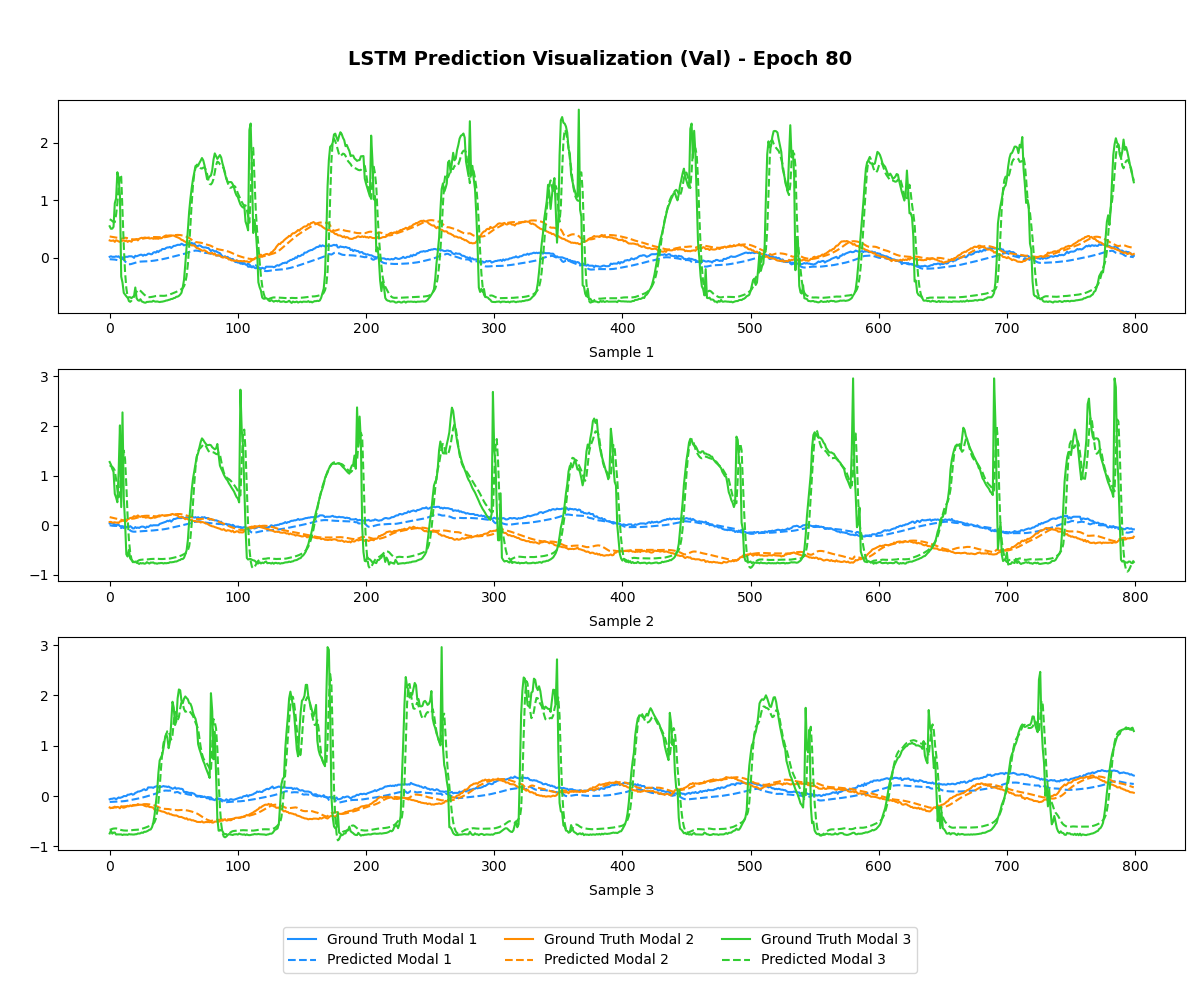 LSTM Prediction Visualization (Val) - Epoch 80
2
1
0
0 100 200 300 400 500 600 700 800
Sample 1
3
2
1
0
−1
0 100 200 300 400 500 600 700 800
Sample 2
3
2
1
0
−1
0 100 200 300 400 500 600 700 800
Sample 3
Ground Truth Modal 1 Ground Truth Modal 2 Ground Truth Modal 3
Predicted Modal 1 Predicted Modal 2 Predicted Modal 3